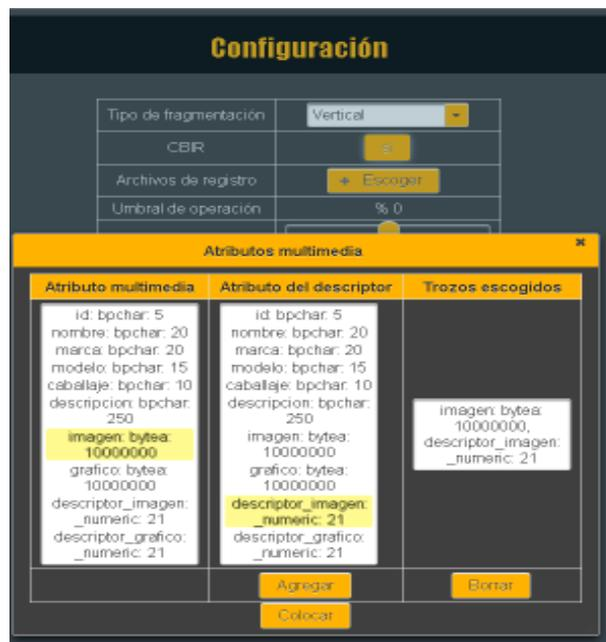 Configuración
Tipo de fragmentación Vertical
CBIR si
Archivos de registro + Escoger
Umbral de operación % 0
Atributos multimedia ×
Atributo multimedia Atributo del descriptor Trozos escogidos
id: bpchar: 5
nombre: bpchar: 20
marca: bpchar: 20
modelo: bpchar: 15
caballaje: bpchar: 10
descripcion: bpchar:
250
imagen: bytea:
10000000
grafico: bytea:
10000000
descriptor_imagen:
_numeric: 21
descriptor_grafico:
_numeric: 21
id: bpchar: 5
nombre: bpchar: 20
marca: bpchar: 20
modelo: bpchar: 15
caballaje: bpchar: 10
descripcion: bpchar:
250
imagen: bytea:
10000000
grafico: bytea:
10000000
descriptor_imagen:
_numeric: 21
descriptor_grafico:
_numeric: 21
imagen: bytea:
10000000,
descriptor_imagen:
_numeric: 21
Agregar Borrar
Colocar